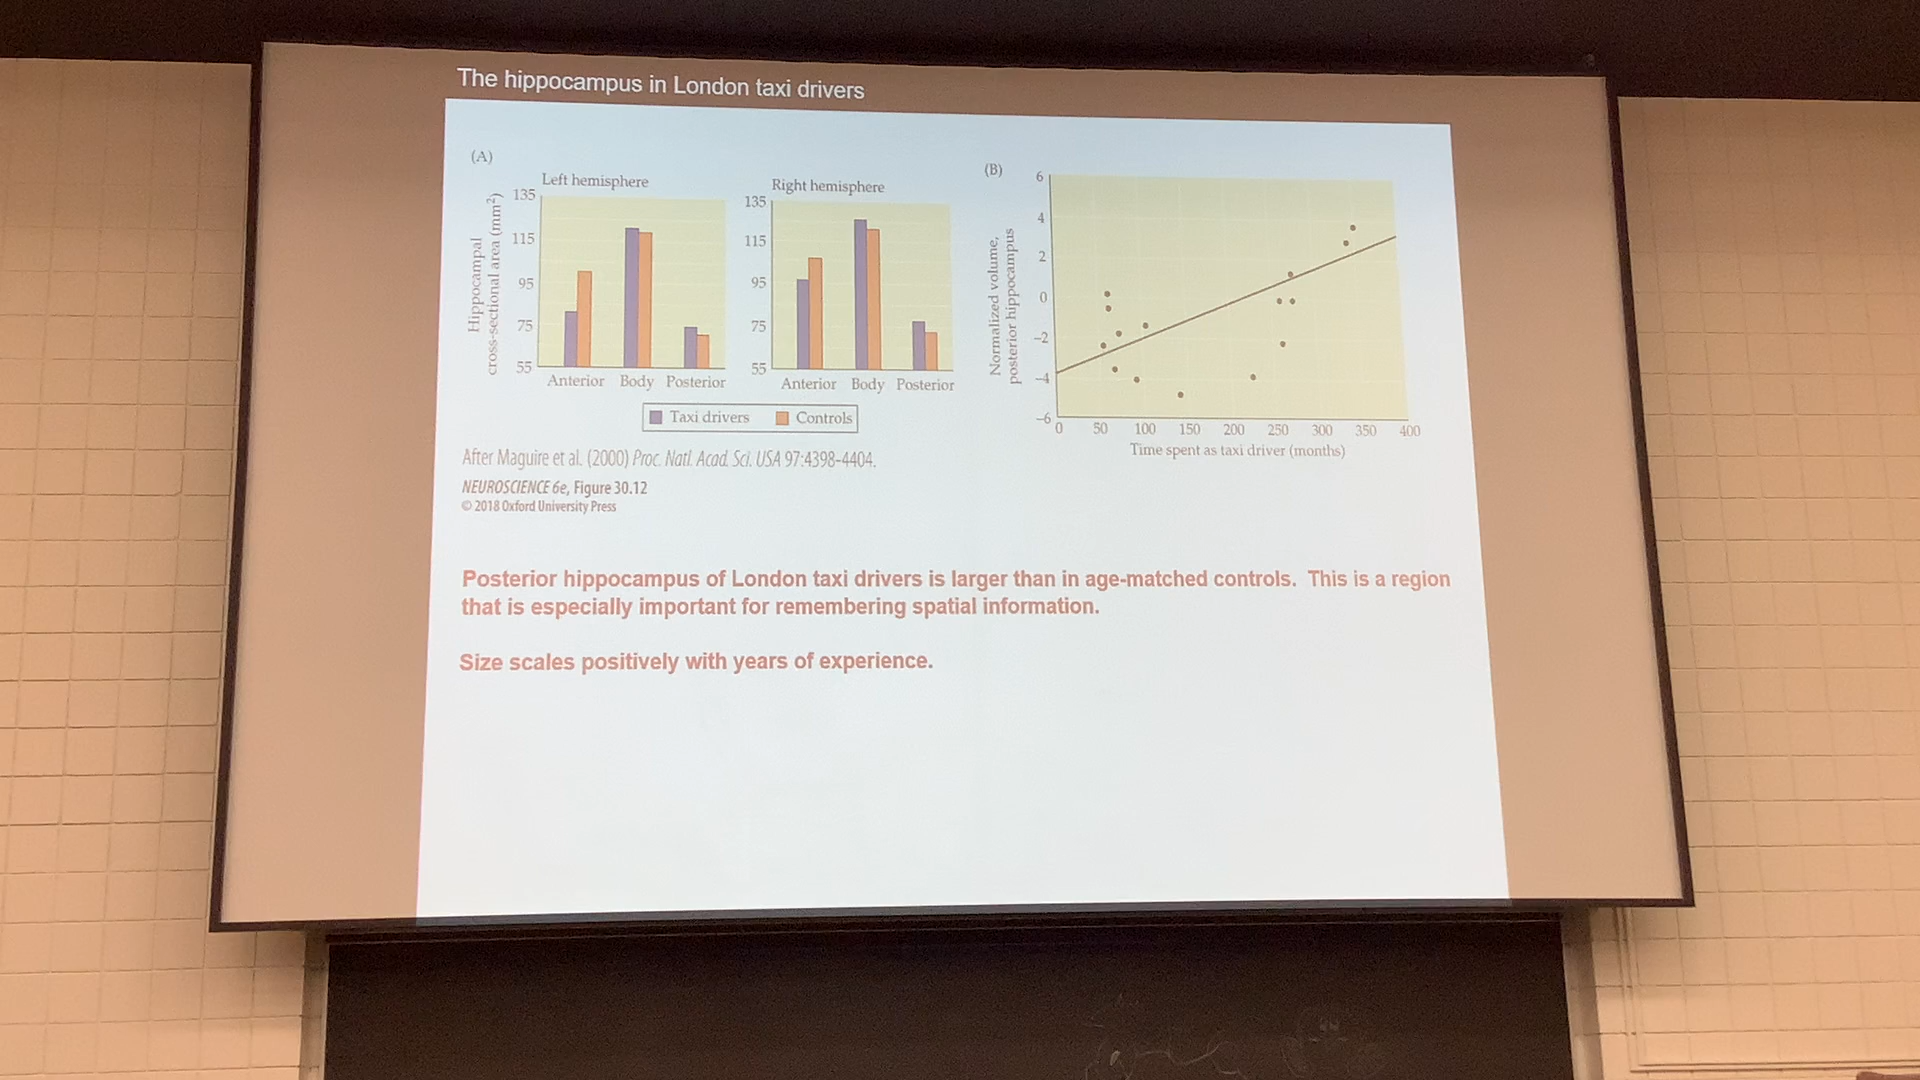 The hippocampus in London taxi drivers
(A)
Left hemisphere
Right hemisphere
Hippocampal
cross-sectional area (mm²)
135
115
95
75
55
Anterior Body Posterior
135
115
95
75
55
Anterior Body Posterior
Taxi drivers Controls
(B)
Normalized volume,
posterior hippocampus
6
4
2
0
−2
−4
−6
0 50 100 150 200 250 300 350 400
Time spent as taxi driver (months)
After Maguire et al. (2000) Proc. Natl. Acad. Sci. USA 97:4398-4404.
NEUROSCIENCE 6e, Figure 30.12
© 2018 Oxford University Press
Posterior hippocampus of London taxi drivers is larger than in age-matched controls. This is a region
that is especially important for remembering spatial information.
Size scales positively with years of experience.